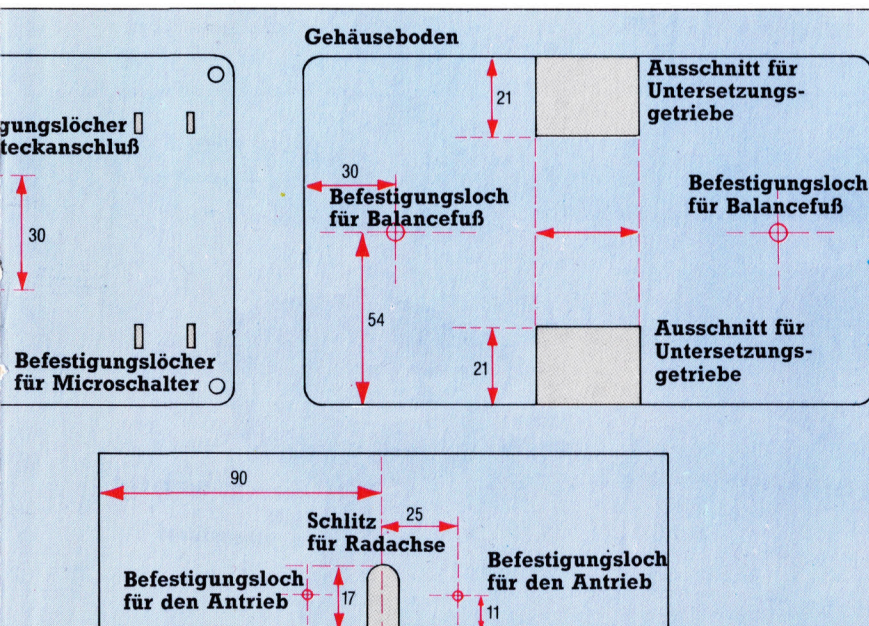 Gehäuseboden
gungslöcher
teckanschluß
30
Befestigungslöcher
für Microschalter
21
Ausschnitt für
Untersetzungs-
getriebe
30
Befestigungsloch
für Balancefuß
Befestigungsloch
für Balancefuß
54
21
Ausschnitt für
Untersetzungs-
getriebe
90
25
Schlitz
für Radachse
Befestigungsloch
für den Antrieb
17
Befestigungsloch
für den Antrieb
11